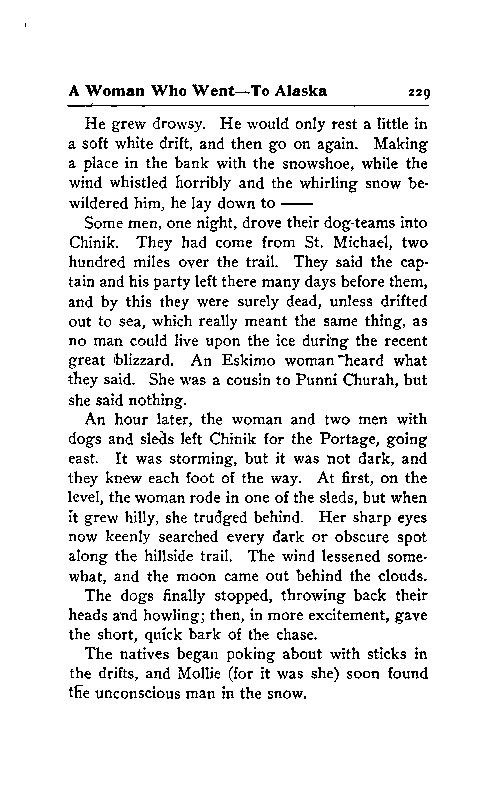 A Woman Who Went—To Alaska 229
He grew drowsy. He would only rest a little in
a soft white drift, and then go on again. Making
a place in the bank with the snowshoe, while the
wind whistled horribly and the whirling snow be-
wildered him, he lay down to ——
Some men, one night, drove their dog-teams into
Chinik. They had come from St. Michael, two
hundred miles over the trail. They said the cap-
tain and his party left there many days before them,
and by this they were surely dead, unless drifted
out to sea, which really meant the same thing, as
no man could live upon the ice during the recent
great blizzard. An Eskimo woman heard what
they said. She was a cousin to Punni Churah, but
she said nothing.
An hour later, the woman and two men with
dogs and sleds left Chinik for the Portage, going
east. It was storming, but it was not dark, and
they knew each foot of the way. At first, on the
level, the woman rode in one of the sleds, but when
it grew hilly, she trudged behind. Her sharp eyes
now keenly searched every dark or obscure spot
along the hillside trail. The wind lessened some-
what, and the moon came out behind the clouds.
The dogs finally stopped, throwing back their
heads and howling; then, in more excitement, gave
the short, quick bark of the chase.
The natives began poking about with sticks in
the drifts, and Mollie (for it was she) soon found
the unconscious man in the snow.